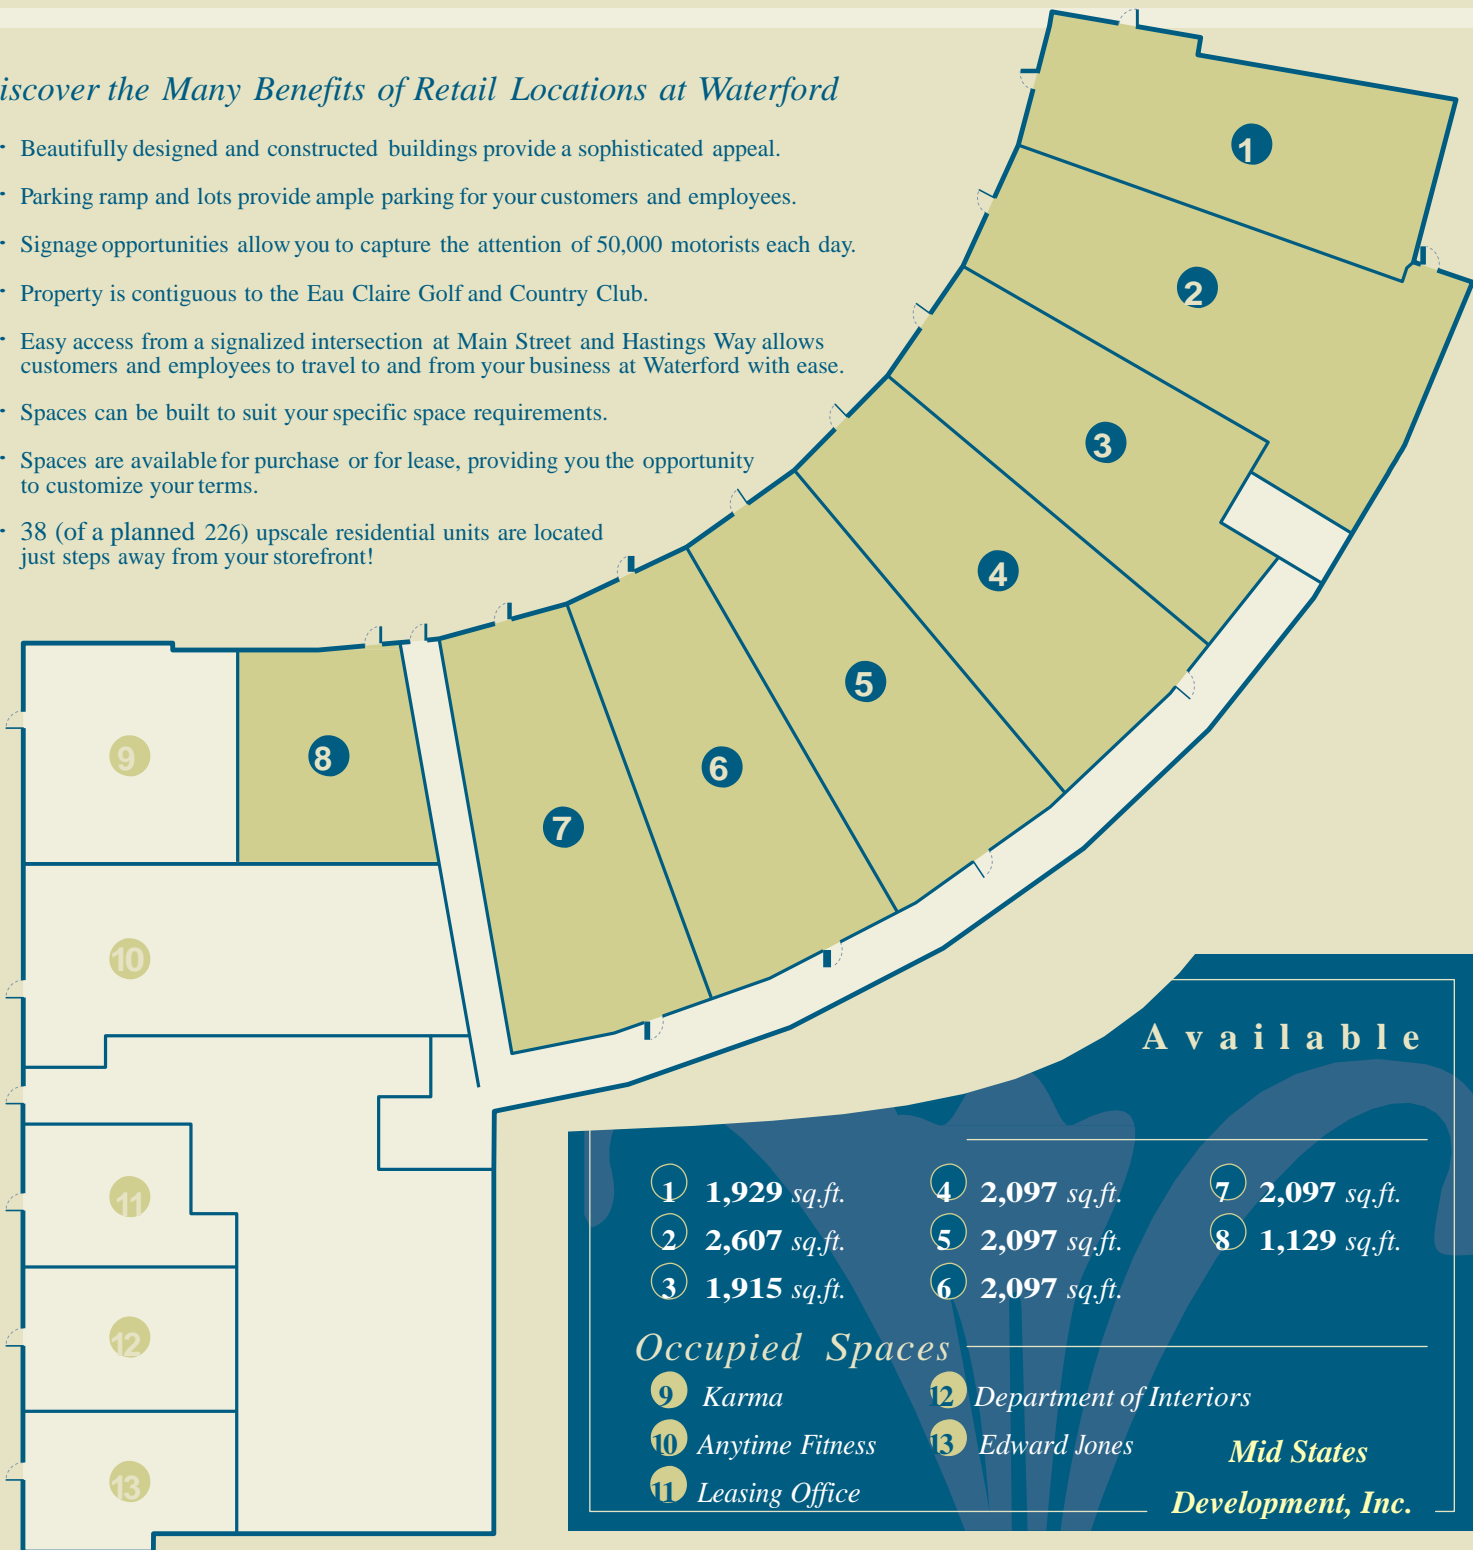 iscover the Many Benefits of Retail Locations at Waterford
· Beautifully designed and constructed buildings provide a sophisticated appeal.
· Parking ramp and lots provide ample parking for your customers and employees.
· Signage opportunities allow you to capture the attention of 50,000 motorists each day.
· Property is contiguous to the Eau Claire Golf and Country Club.
· Easy access from a signalized intersection at Main Street and Hastings Way allows
customers and employees to travel to and from your business at Waterford with ease.
· Spaces can be built to suit your specific space requirements.
· Spaces are available for purchase or for lease, providing you the opportunity
to customize your terms.
· 38 (of a planned 226) upscale residential units are located
just steps away from your storefront!
1
2
3
4
5
6
7
8
9
10
11
12
13
Available
1 1,929 sq.ft.
2 2,607 sq.ft.
3 1,915 sq.ft.
4 2,097 sq.ft.
5 2,097 sq.ft.
6 2,097 sq.ft.
7 2,097 sq.ft.
8 1,129 sq.ft.
Occupied Spaces
9 Karma
10 Anytime Fitness
11 Leasing Office
12 Department of Interiors
13 Edward Jones
Mid States
Development, Inc.